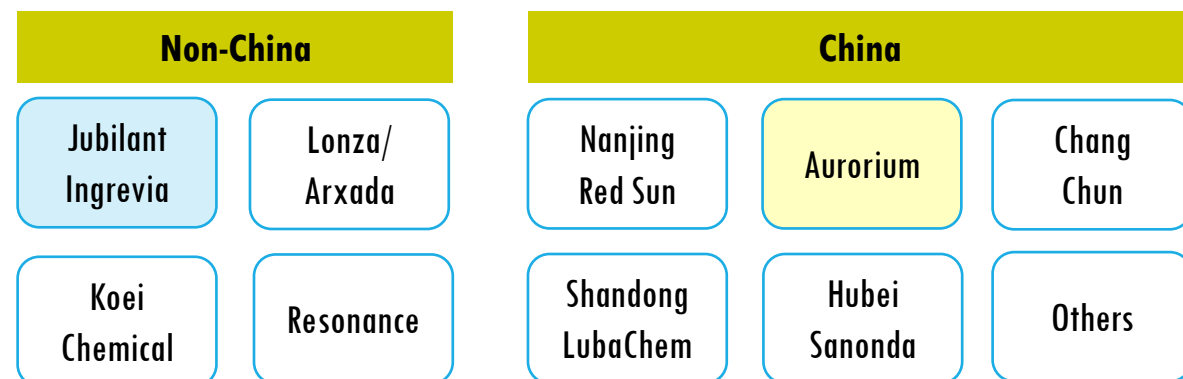 Non-China
China
Jubilant
Ingrevia
Lonza/
Arxada
Nanjing
Red Sun
Aurorium
Chang
Chun
Koei
Chemical
Resonance
Shandong
LubaChem
Hubei
Sanonda
Others